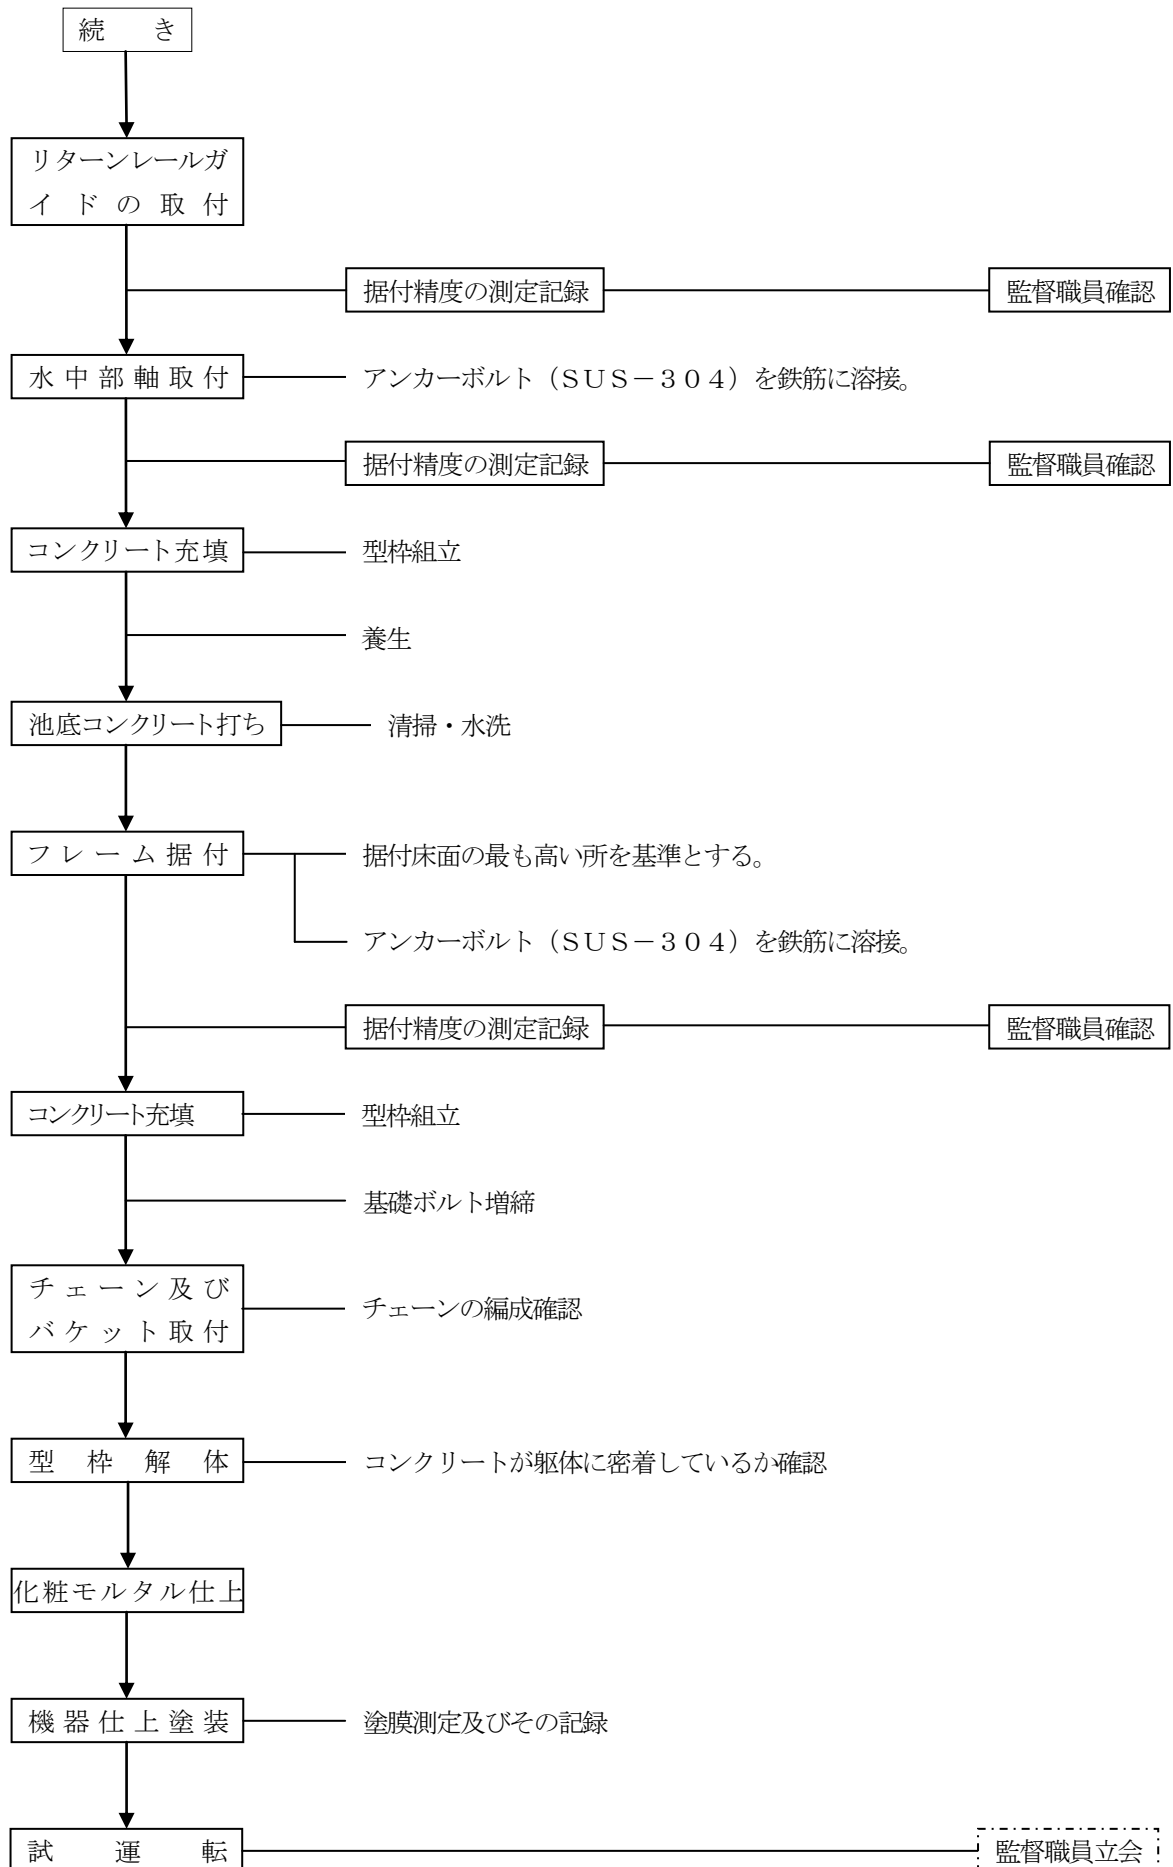 続き
リターンレールガ
イドの取付
据付精度の測定記録 監督職員確認
水中部軸取付 アンカーボルト（ＳＵＳ－３０４）を鉄筋に溶接。
据付精度の測定記録 監督職員確認
コンクリート充填 型枠組立
養生
池底コンクリート打ち 清掃・水洗
フレーム据付 据付床面の最も高い所を基準とする。
アンカーボルト（ＳＵＳ－３０４）を鉄筋に溶接。
据付精度の測定記録 監督職員確認
コンクリート充填 型枠組立
基礎ボルト増締
チェーン及び
バケット取付 チェーンの編成確認
型枠解体 コンクリートが躯体に密着しているか確認
化粧モルタル仕上
機器仕上塗装 塗膜測定及びその記録
試運転 監督職員立会